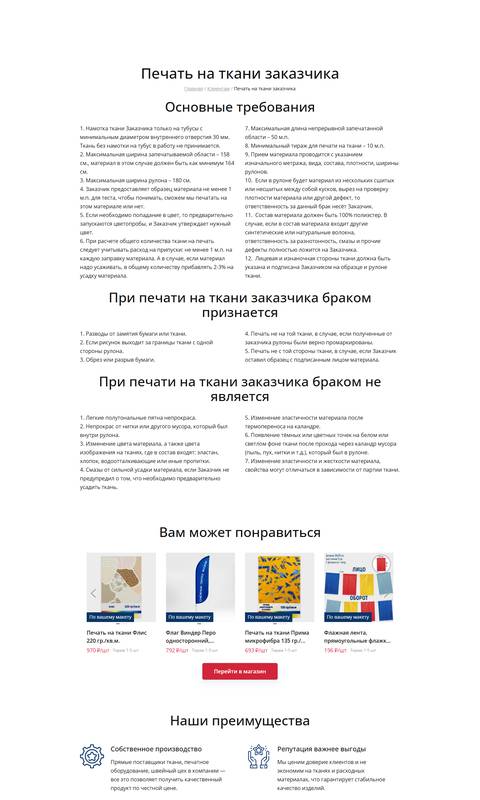 Печать на ткани заказчика
Главная / Клиентам / Печать на ткани заказчика
Основные требования
1. Намотка ткани Заказчика только на тубусы с
минимальным диаметром внутреннего отверстия 30 мм.
Ткань без намотки на тубус в работу не принимается.
2. Максимальная ширина запечатываемой области – 158
см., материал в этом случае должен быть как минимум 164
см.
3. Максимальная ширина рулона – 180 см.
4. Заказчик предоставляет образец материала не менее 1
м.п. для теста, чтобы понимать, сможем мы печатать на
этом материале или нет.
5. Если необходимо попадание в цвет, то предварительно
запускаются цветопробы, и Заказчик утверждает нужный
цвет.
6. При расчете общего количества ткани на печать
следует учитывать расход на припуски: не менее 1 м.п. на
каждую заправку материала. А в случае, если материал
надо усаживать, в общему количеству прибавлять 2-3% на
усадку материала.
7. Максимальная длина непрерывной запечатанной
области – 50 м.п.
8. Минимальный тираж для печати на ткани – 10 м.п.
9. Прием материала проводится с указанием
изначального метража, вида, состава, плотности, ширины
рулонов.
10. Если в рулоне будет материал из нескольких сшитых
или несшитых между собой кусков, вырез на проверку
плотности материала или другой дефект, то
ответственность за данный брак несёт Заказчик.
11. Состав материала должен быть 100% полиэстер. В
случае, если в состав материала входит другие
синтетические или натуральные волокна,
ответственность за разнотонность, смазы и прочие
дефекты полностью ложится на Заказчика.
12. Лицевая и изнаночная стороны ткани должна быть
указана и подписана Заказчиком на образце и рулоне
ткани.
При печати на ткани заказчика браком
признается
1. Разводы от замятия бумаги или ткани.
2. Если рисунок выходит за границы ткани с одной
стороны рулона.
3. Обрез или разрыв бумаги.
4. Печать не на той ткани, в случае, если полученные от
заказчика рулоны были верно промаркированы.
5. Печать не с той стороны ткани, в случае, если Заказчик
оставил образец с подписанным лицом материала.
При печати на ткани заказчика браком не
является
1. Легкие полутональные пятна непрокраса.
2. Непрокрас от нитки или другого мусора, который был
внутри рулона.
3. Изменение цвета материала, а также цвета
изображения на тканях, где в состав входят: эластан,
хлопок, водоотталкивающие или иные пропитки.
4. Смазы от сильной усадки материала, если Заказчик не
предупредил о том, что необходимо предварительно
усадить ткань.
5. Изменение эластичности материала после
термопереноса на каландре.
6. Появление тёмных или цветных точек на белом или
светлом фоне ткани после прохода через каландр мусора
(пыль, пух, нитки и т.д.), который был в рулоне.
7. Изменение эластичности и жесткости материала,
свойства могут отличаться в зависимости от партии ткани.
Вам может понравиться
ЛИЦО
ОБОРОТ
По вашему макету
По вашему макету
По вашему макету
По вашему макету
Печать на ткани Флис
220 гр./кв.м.
970 ₽/шт
Флаг Виндер Перо
односторонний,...
792 ₽/шт
Печать на ткани Прима
микрофибра 135 гр./...
693 ₽/шт
Флажная лента,
прямоугольные флажк...
196 ₽/шт
Перейти в магазин
Наши преимущества
Собственное производство
Прямые поставщики ткани, печатное
оборудование, швейный цех в компании —
все это позволяет получить качественный
продукт по честной цене.
Репутация важнее выгоды
Мы ценим доверие клиентов и не
экономим на тканях и расходных
материалах, что гарантирует стабильное
качество изделий.